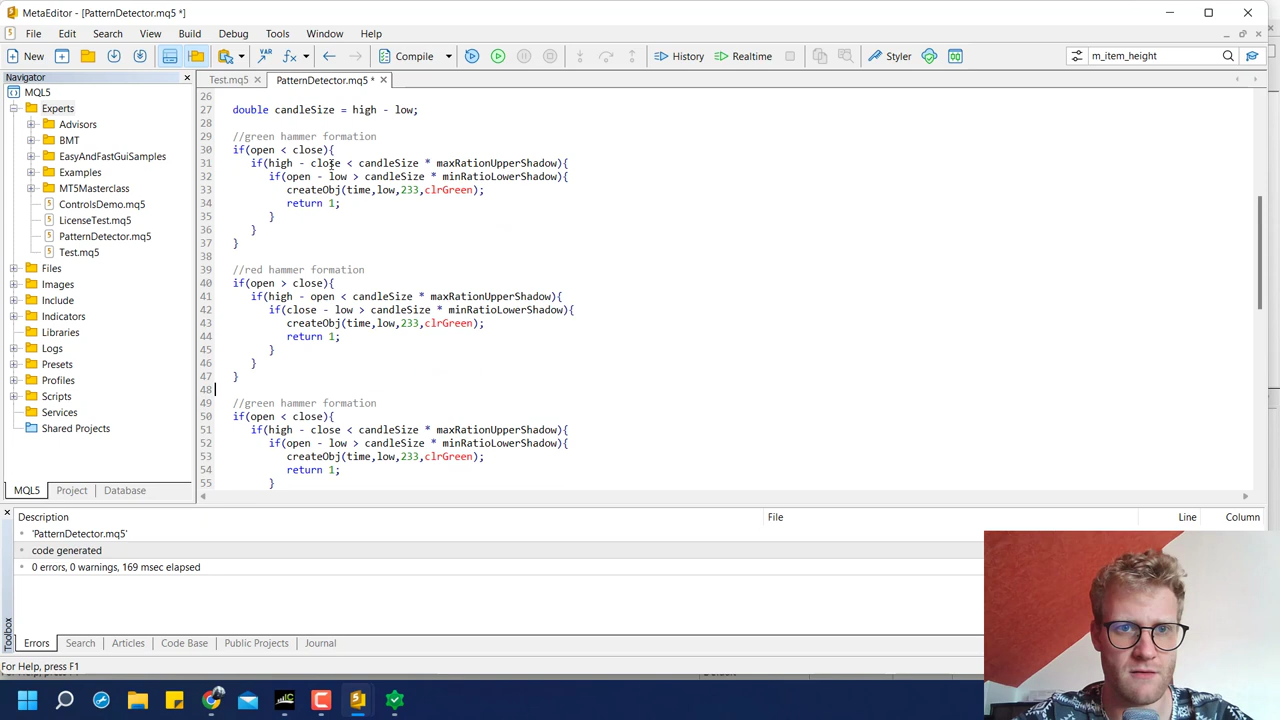 MetaEditor - [PatternDetector.mq5 *]
File Edit Search View Build Debug Tools Window Help
New Compile History Realtime Styler m_item_height
Navigator
Test.mq5 PatternDetector.mq5 *
MQL5
Experts
Advisors
BMT
EasyAndFastGuiSamples
Examples
MT5Masterclass
ControlsDemo.mq5
LicenseTest.mq5
PatternDetector.mq5
Test.mq5
Files
Images
Include
Indicators
Libraries
Logs
Presets
Profiles
Scripts
Services
Shared Projects
MQL5 Project Database
26
27 double candleSize = high - low;
28
29 //green hammer formation
30 if(open < close){
31 if(high - close < candleSize * maxRationUpperShadow){
32 if(open - low > candleSize * minRationLowerShadow){
33 createObj(time,low,233,clrGreen);
34 return 1;
35 }
36 }
37 }
38
39 //red hammer formation
40 if(open > close){
41 if(high - open < candleSize * maxRationUpperShadow){
42 if(close - low > candleSize * minRatioLowerShadow){
43 createObj(time,low,233,clrGreen);
44 return 1;
45 }
46 }
47 }
48
49 //green hammer formation
50 if(open < close){
51 if(high - close < candleSize * maxRationUpperShadow){
52 if(open - low > candleSize * minRatioLowerShadow){
53 createObj(time,low,233,clrGreen);
54 return 1;
55 }
Description File Line Column
'PatternDetector.mq5'
code generated
0 errors, 0 warnings, 169 msec elapsed
Toolbox
Errors Search Articles Code Base Public Projects Journal
For Help, press F1